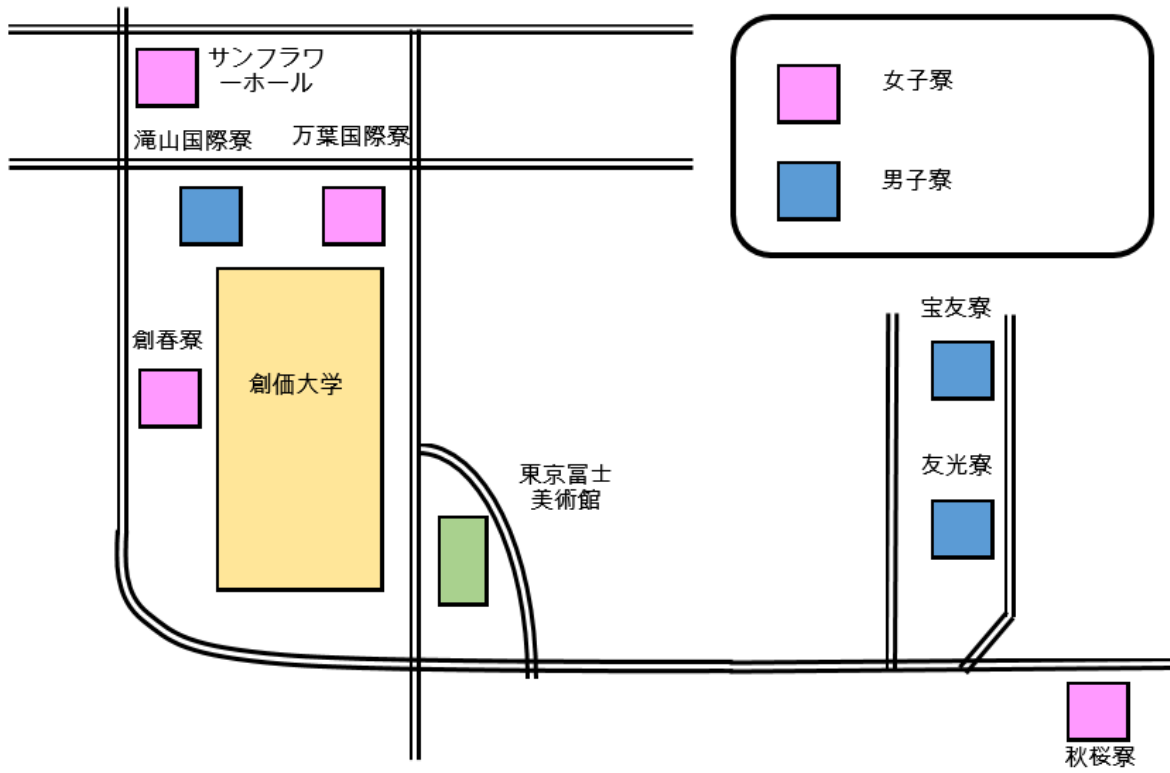 サンフラワ
ーホール
女子寮
滝山国際寮
万葉国際寮
男子寮
宝友寮
創春寮
創価大学
友光寮
東京冨士
美術館
秋桜寮